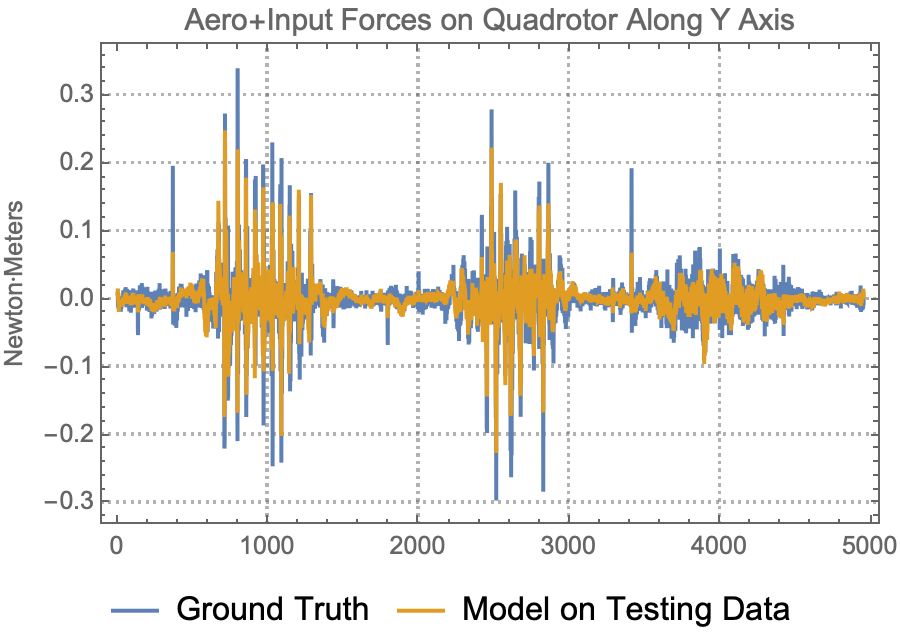 Aero+Input Forces on Quadrotor Along Y Axis
Newton·Meters
0.3
0.2
0.1
0.0
−0.1
−0.2
−0.3
0 1000 2000 3000 4000 5000
Ground Truth Model on Testing Data